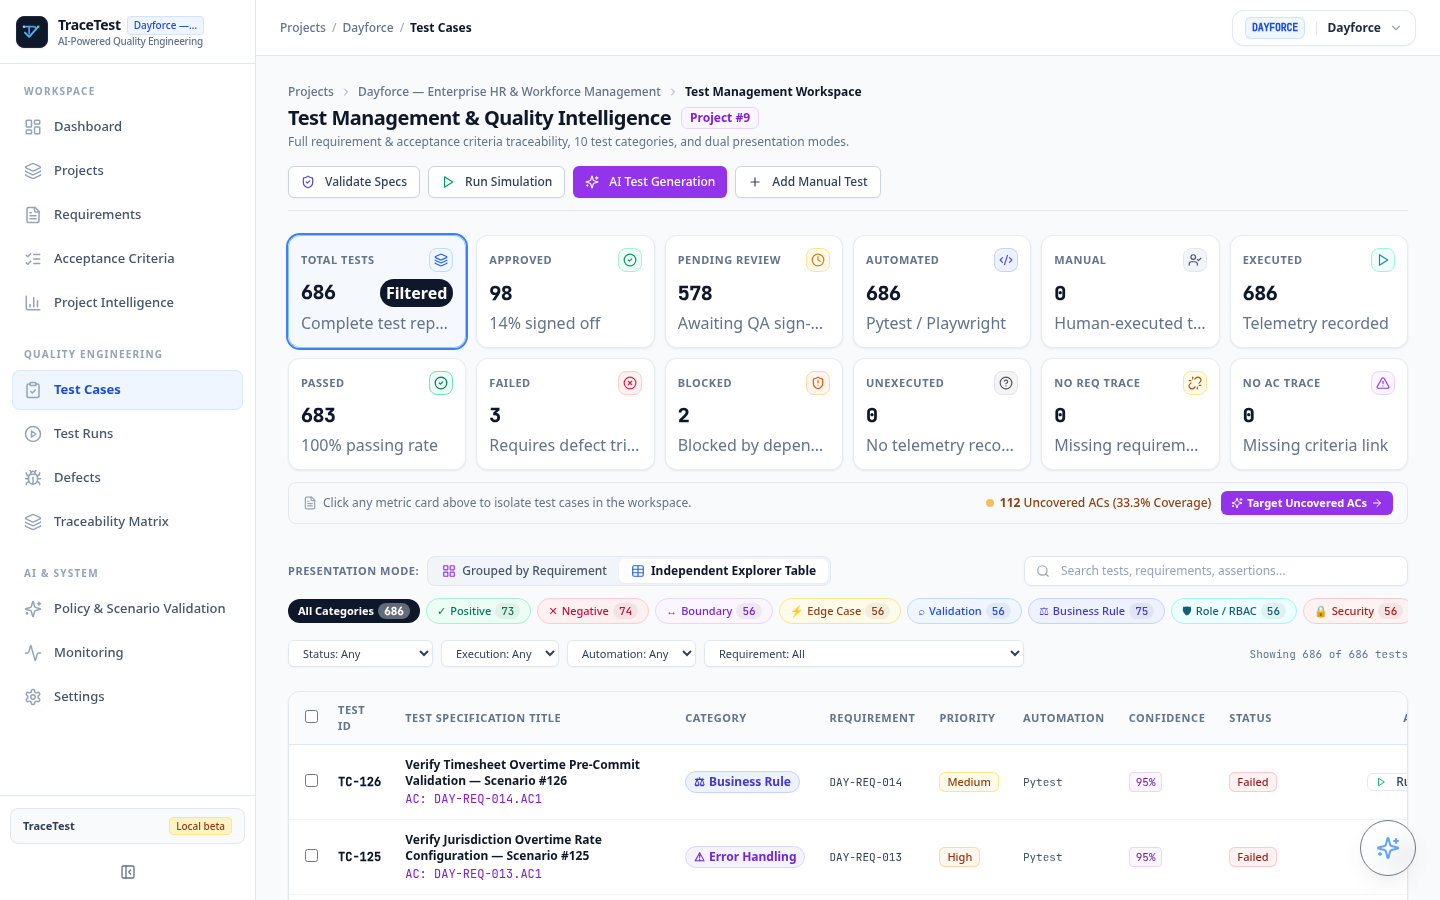 TraceTest Dayforce —...
AI-Powered Quality Engineering
WORKSPACE
Dashboard
Projects
Requirements
Acceptance Criteria
Project Intelligence
QUALITY ENGINEERING
Test Cases
Test Runs
Defects
Traceability Matrix
AI & SYSTEM
Policy & Scenario Validation
Monitoring
Settings
TraceTest Local beta
Projects / Dayforce / Test Cases
DAYFORCE Dayforce
Projects > Dayforce — Enterprise HR & Workforce Management > Test Management Workspace
Test Management & Quality Intelligence Project #9
Full requirement & acceptance criteria traceability, 10 test categories, and dual presentation modes.
Validate Specs Run Simulation AI Test Generation Add Manual Test
TOTAL TESTS
686 Filtered
Complete test rep...
APPROVED
98
14% signed off
PENDING REVIEW
578
Awaiting QA sign-...
AUTOMATED
686
Pytest / Playwright
MANUAL
0
Human-executed t...
EXECUTED
686
Telemetry recorded
PASSED
683
100% passing rate
FAILED
3
Requires defect tri...
BLOCKED
2
Blocked by depen...
UNEXECUTED
0
No telemetry reco...
NO REQ TRACE
0
Missing requirem...
NO AC TRACE
0
Missing criteria link
Click any metric card above to isolate test cases in the workspace.
112 Uncovered ACs (33.3% Coverage) Target Uncovered ACs →
PRESENTATION MODE: Grouped by Requirement Independent Explorer Table
Search tests, requirements, assertions...
All Categories 686 ✓ Positive 73 ✕ Negative 74 ↔ Boundary 56 ⚡ Edge Case 56 ⌕ Validation 56 ⚖ Business Rule 75 🛡 Role / RBAC 56 🔒 Security 56
Status: Any Execution: Any Automation: Any Requirement: All
Showing 686 of 686 tests
TEST ID TEST SPECIFICATION TITLE CATEGORY REQUIREMENT PRIORITY AUTOMATION CONFIDENCE STATUS
TC-126
Verify Timesheet Overtime Pre-Commit
Validation — Scenario #126
AC: DAY-REQ-014.AC1
⚖ Business Rule DAY-REQ-014 Medium Pytest 95% Failed
TC-125
Verify Jurisdiction Overtime Rate
Configuration — Scenario #125
AC: DAY-REQ-013.AC1
⚠ Error Handling DAY-REQ-013 High Pytest 95% Failed